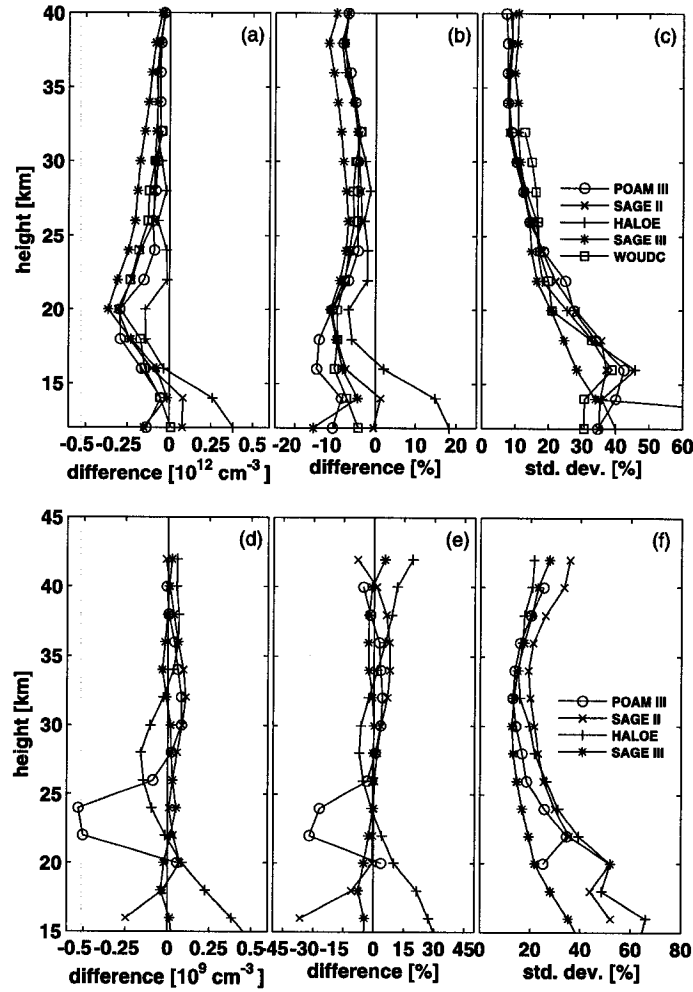 (a)
(b)
(c)
40
35
30
25
20
15
height [km]
POAM III
SAGE II
HALOE
SAGE III
WOUDC
-0.5 -0.25 0 0.25 0.5
-20 -10 0 10 20
0 10 20 30 40 50 60
difference [10¹² cm⁻³]
difference [%]
std. dev. [%]
(d)
(e)
(f)
45
40
35
30
25
20
15
height [km]
POAM III
SAGE II
HALOE
SAGE III
-0.5 -0.25 0 0.25 0.5
-45 -30 -15 0 15 30 45
0 20 40 60 80
difference [10⁹ cm⁻³]
difference [%]
std. dev. [%]